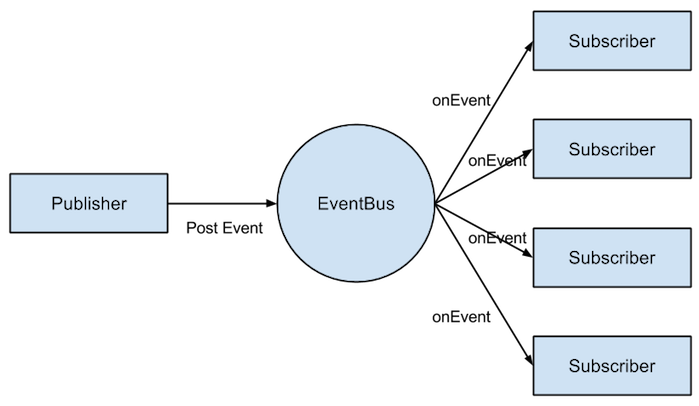 Subscriber
onEvent
onEvent
Subscriber
Publisher
Post Event
EventBus
onEvent
Subscriber
onEvent
Subscriber